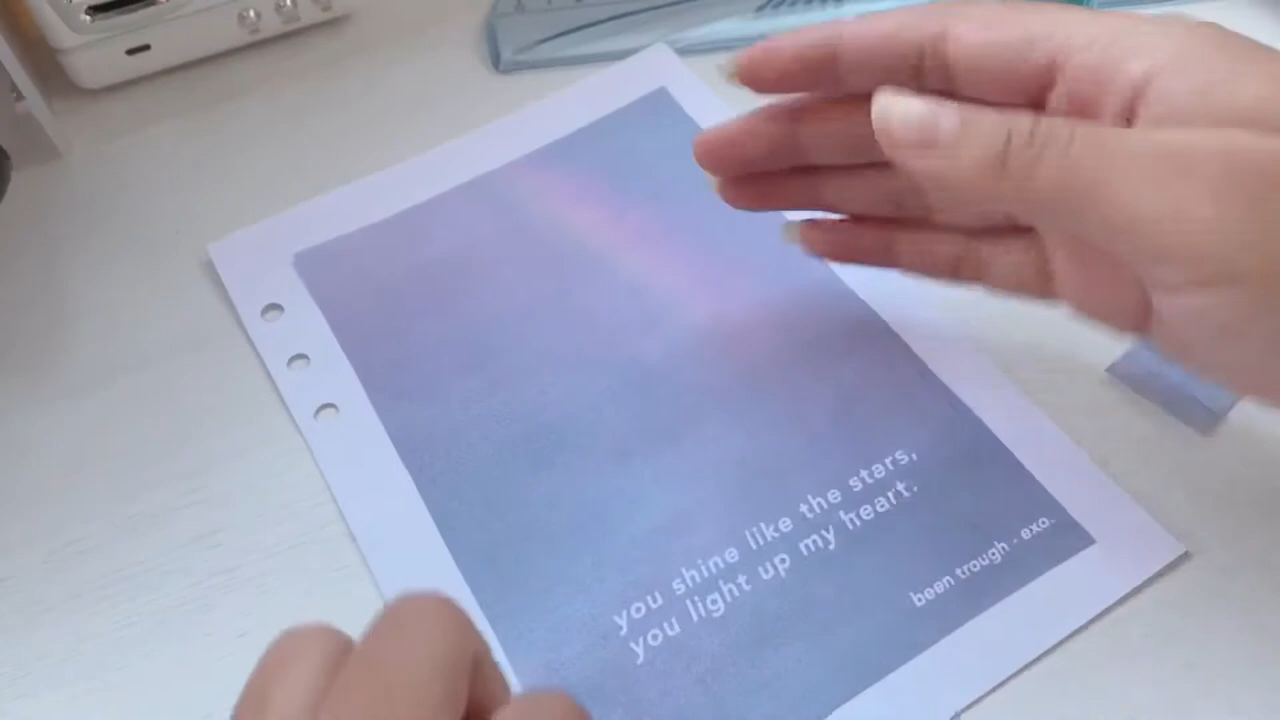 you shine like the stars,
you light up my heart.
been trough - exo.